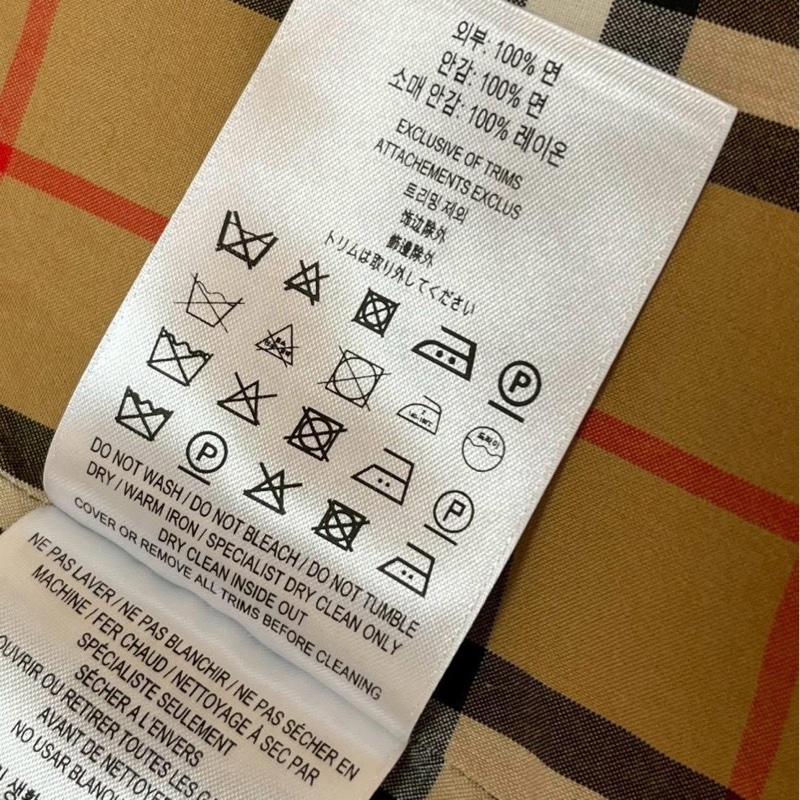 외부: 100% 면
안감: 100% 면
소매 안감: 100% 레이온
EXCLUSIVE OF TRIMS
ATTACHEMENTS EXCLUS
트리밍 제외
饰边除外
飾邊除外
トリムは取り外してください
P
P
P
DO NOT WASH / DO NOT BLEACH / DO NOT TUMBLE
DRY / WARM IRON / SPECIALIST DRY CLEAN ONLY
DRY CLEAN INSIDE OUT
COVER OR REMOVE ALL TRIMS BEFORE CLEANING
NE PAS LAVER / NE PAS BLANCHIR / NE PAS SÉCHER EN
MACHINE / FER CHAUD / NETTOYAGE À SEC PAR
SPÉCIALISTE SEULEMENT
SÉCHER A L'ENVERS
OUVRIR OU RETIRER TOUTES LES
AVANT DE NETTOYER
NO USAR